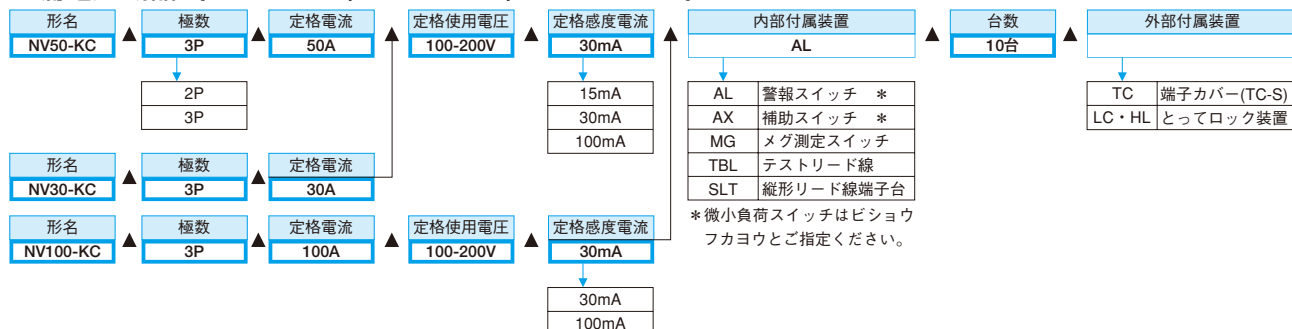 形名 極数 定格電流 定格使用電圧 定格感度電流 内部付属装置 台数 外部付属装置
NV50-KC ▲ 3P ▲ 50A ▲ 100-200V ▲ 30mA ▲ AL ▲ 10台 ▲
2P
3P
15mA
30mA
100mA
AL 警報スイッチ *
AX 補助スイッチ *
MG メグ測定スイッチ
TBL テストリード線
SLT 縦形リード線端子台
*微小負荷スイッチはビショウ
フカヨウとご指定ください。
TC 端子カバー(TC-S)
LC・HL とってロック装置
形名 極数 定格電流
NV30-KC ▲ 3P ▲ 30A
形名 極数 定格電流 定格使用電圧 定格感度電流
NV100-KC ▲ 3P ▲ 100A ▲ 100-200V ▲ 30mA
30mA
100mA